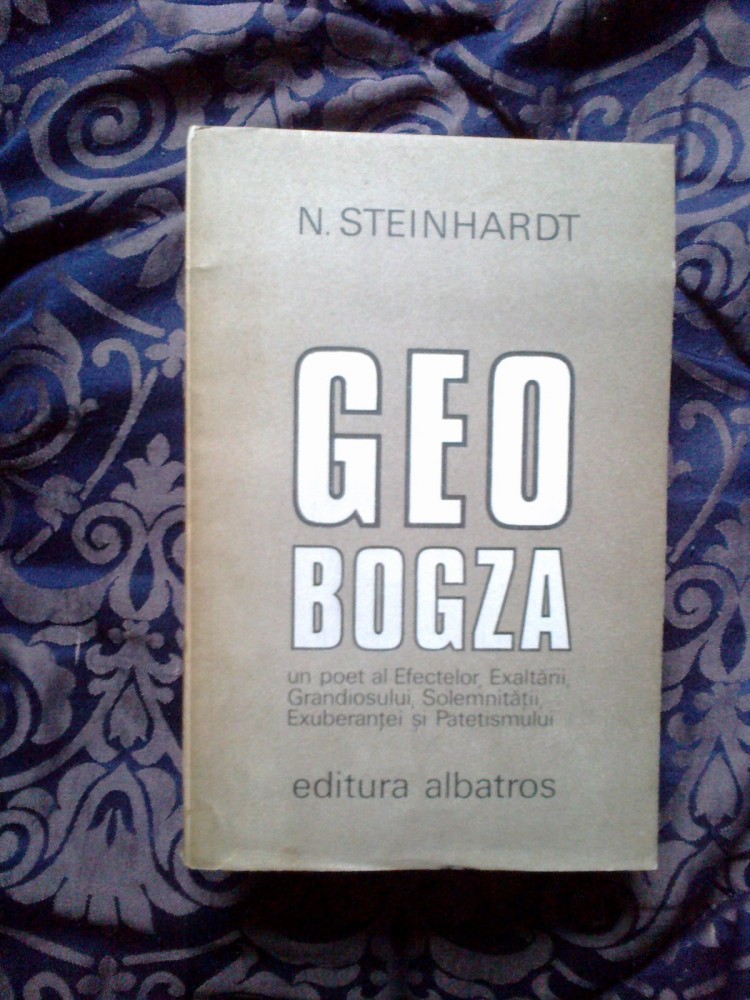 N. STEINHARDT
GEO
BOGZA
un poet al Efectelor, Exaltării,
Grandiosului, Solemnității,
Exuberanței și Patetismului
editura albatros